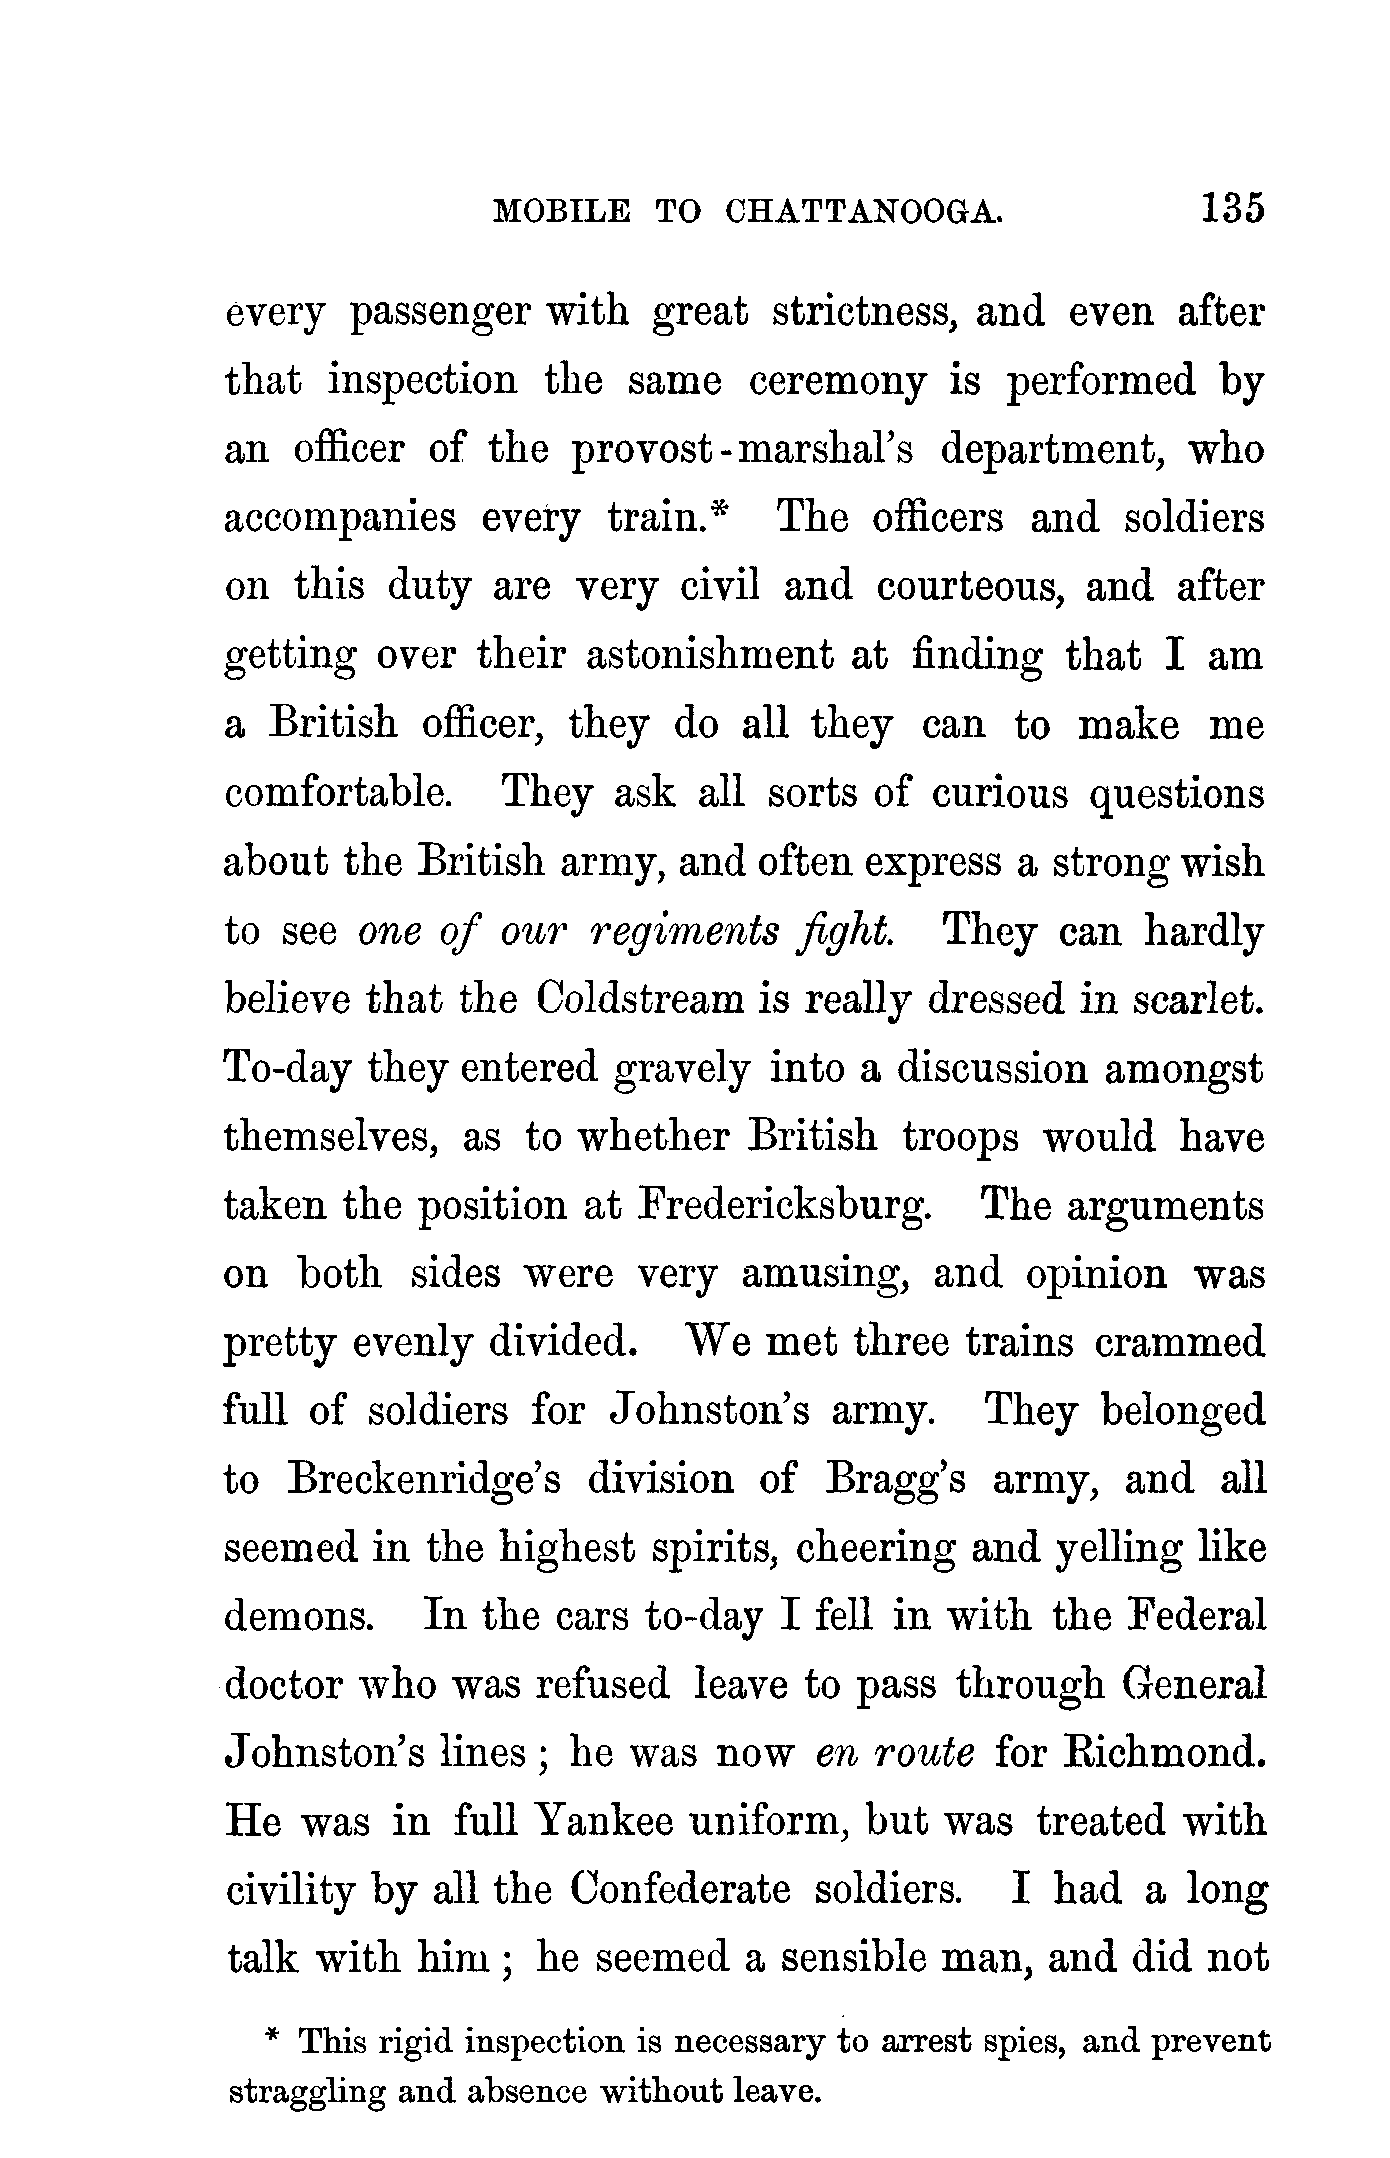 MOBILE TO CHATTANOOGA. 135
every passenger with great strictness, and even after
that inspection the same ceremony is performed by
an officer of the provost-marshal's department, who
accompanies every train.* The officers and soldiers
on this duty are very civil and courteous, and after
getting over their astonishment at finding that I am
a British officer, they do all they can to make me
comfortable. They ask all sorts of curious questions
about the British army, and often express a strong wish
to see one of our regiments fight. They can hardly
believe that the Coldstream is really dressed in scarlet.
To-day they entered gravely into a discussion amongst
themselves, as to whether British troops would have
taken the position at Fredericksburg. The arguments
on both sides were very amusing, and opinion was
pretty evenly divided. We met three trains crammed
full of soldiers for Johnston's army. They belonged
to Breckenridge's division of Bragg's army, and all
seemed in the highest spirits, cheering and yelling like
demons. In the cars to-day I fell in with the Federal
doctor who was refused leave to pass through General
Johnston's lines ; he was now en route for Richmond.
He was in full Yankee uniform, but was treated with
civility by all the Confederate soldiers. I had a long
talk with him ; he seemed a sensible man, and did not
* This rigid inspection is necessary to arrest spies, and prevent
straggling and absence without leave.